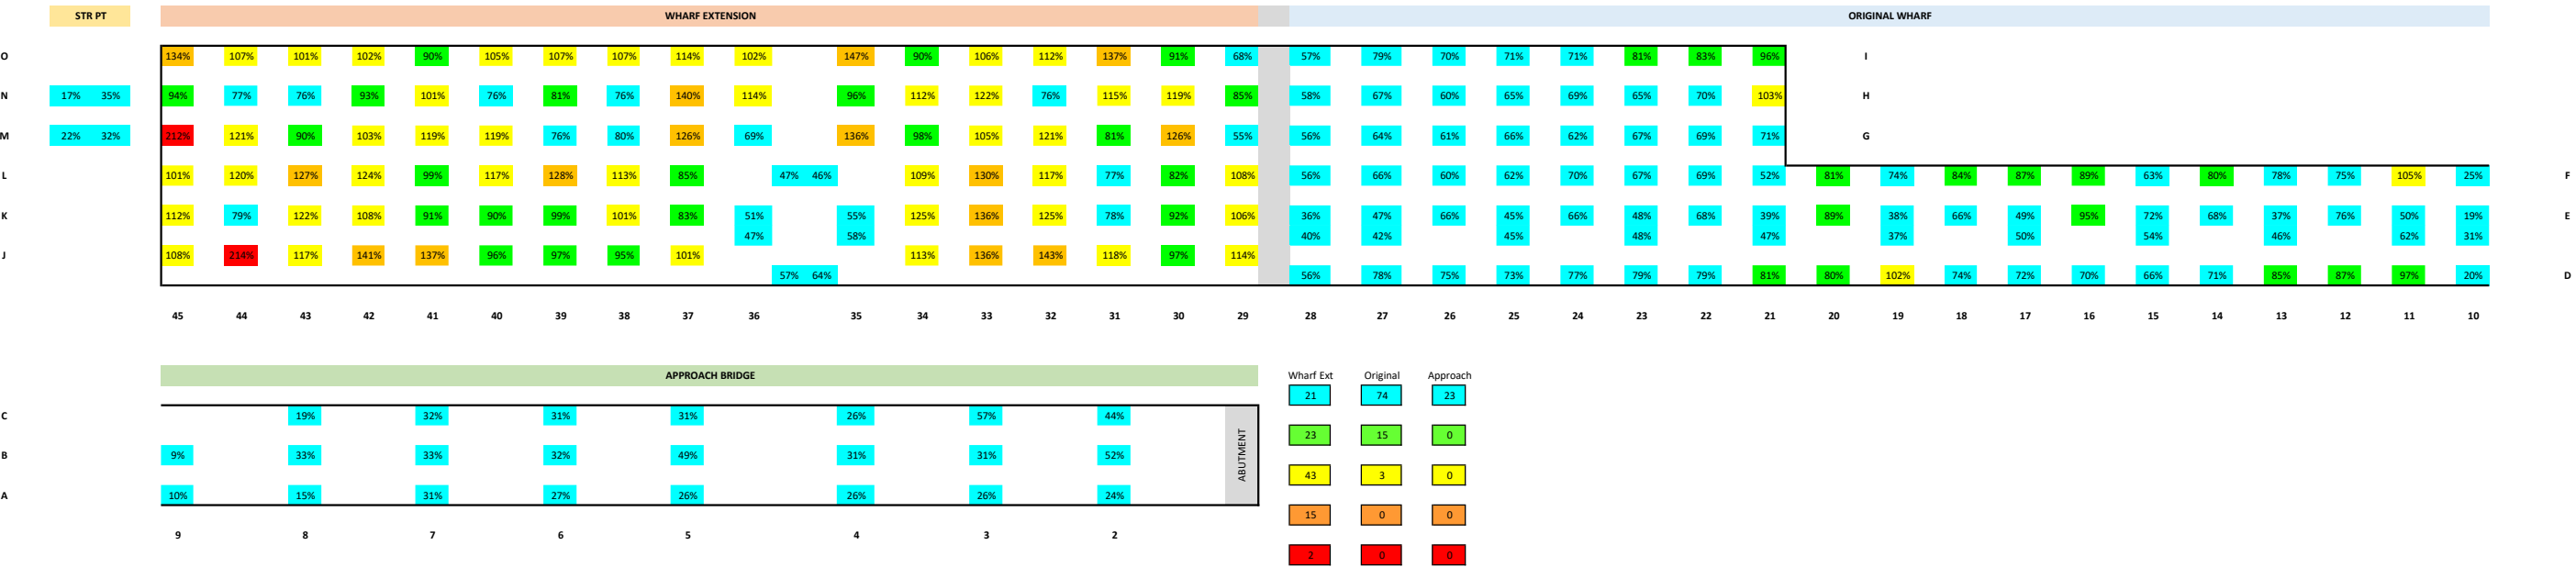 STR PT WHARF EXTENSION ORIGINAL WHARF
O 134% 107% 101% 102% 90% 105% 107% 107% 114% 102% 147% 90% 106% 112% 137% 91% 68% 57% 79% 70% 71% 71% 81% 83% 96% I
N 17% 35% 94% 77% 76% 93% 101% 76% 81% 76% 140% 114% 96% 112% 122% 76% 115% 119% 85% 58% 67% 60% 65% 69% 65% 70% 103% H
M 22% 32% 212% 121% 90% 103% 119% 119% 76% 80% 126% 69% 136% 98% 105% 121% 81% 126% 55% 56% 64% 61% 66% 62% 67% 69% 71% G
L 101% 120% 127% 124% 99% 117% 128% 113% 85% 47% 46% 109% 130% 117% 77% 82% 108% 56% 66% 60% 62% 70% 67% 69% 52% 81% 74% 84% 87% 89% 63% 80% 78% 75% 105% 25% F
K 112% 79% 122% 108% 91% 90% 99% 101% 83% 51% 55% 125% 136% 125% 78% 92% 106% 36% 47% 66% 45% 66% 48% 68% 39% 89% 38% 66% 49% 95% 72% 68% 37% 76% 50% 19% E
47% 58% 40% 42% 45% 48% 47% 37% 50% 54% 46% 62% 31%
J 108% 214% 117% 141% 137% 96% 97% 95% 101% 113% 136% 143% 118% 97% 114%
57% 64% 56% 78% 75% 73% 77% 79% 79% 81% 80% 102% 74% 72% 70% 66% 71% 85% 87% 97% 20% D
45 44 43 42 41 40 39 38 37 36 35 34 33 32 31 30 29 28 27 26 25 24 23 22 21 20 19 18 17 16 15 14 13 12 11 10
APPROACH BRIDGE Wharf Ext Original Approach
21 74 23
C 19% 32% 31% 31% 26% 57% 44%
ABUTMENT
23 15 0
B 9% 33% 33% 32% 49% 31% 31% 52%
43 3 0
A 10% 15% 31% 27% 26% 26% 26% 24%
15 0 0
9 8 7 6 5 4 3 2
2 0 0